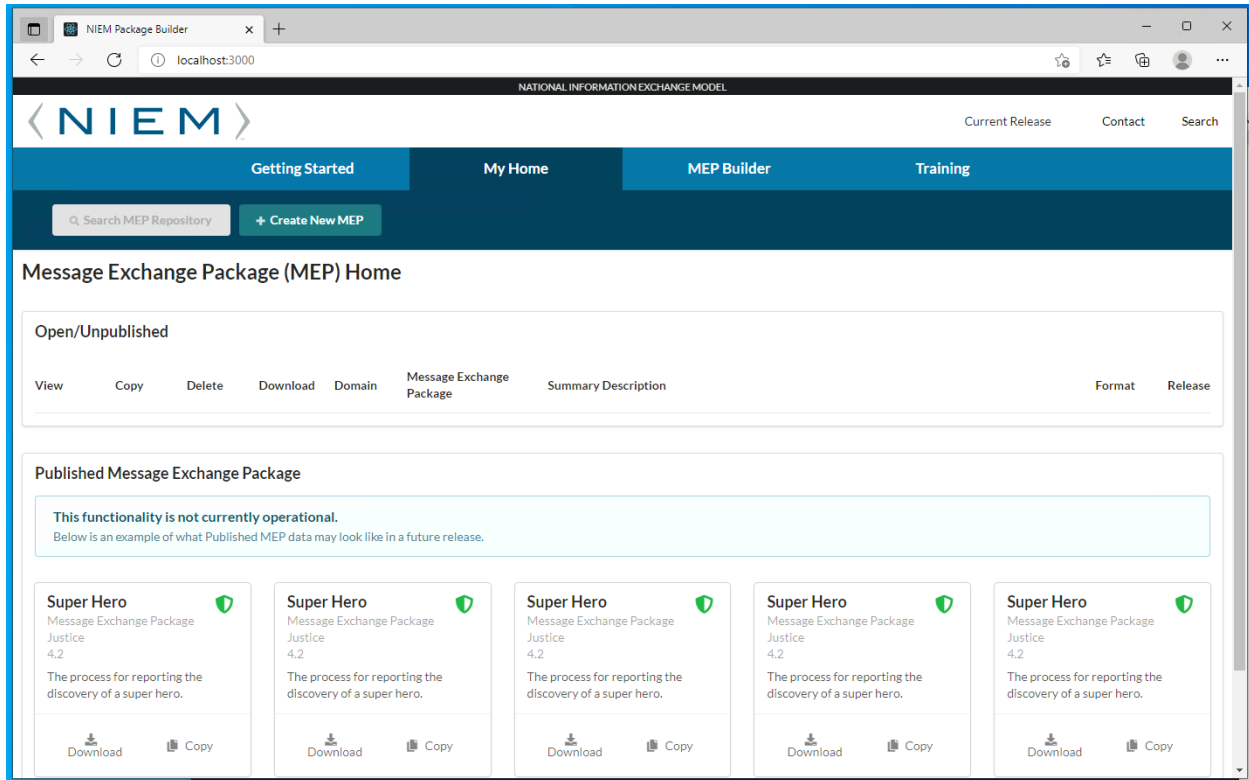 NIEM Package Builder
localhost:3000
NATIONAL INFORMATION EXCHANGE MODEL
NIEM
Current Release Contact Search
Getting Started My Home MEP Builder Training
Search MEP Repository + Create New MEP
Message Exchange Package (MEP) Home
Open/Unpublished
View Copy Delete Download Domain Message Exchange Package Summary Description Format Release
Published Message Exchange Package
This functionality is not currently operational.
Below is an example of what Published MEP data may look like in a future release.
Super Hero
Message Exchange Package
Justice
4.2
The process for reporting the
discovery of a super hero.
Download Copy
Super Hero
Message Exchange Package
Justice
4.2
The process for reporting the
discovery of a super hero.
Download Copy
Super Hero
Message Exchange Package
Justice
4.2
The process for reporting the
discovery of a super hero.
Download Copy
Super Hero
Message Exchange Package
Justice
4.2
The process for reporting the
discovery of a super hero.
Download Copy
Super Hero
Message Exchange Package
Justice
4.2
The process for reporting the
discovery of a super hero.
Download Copy